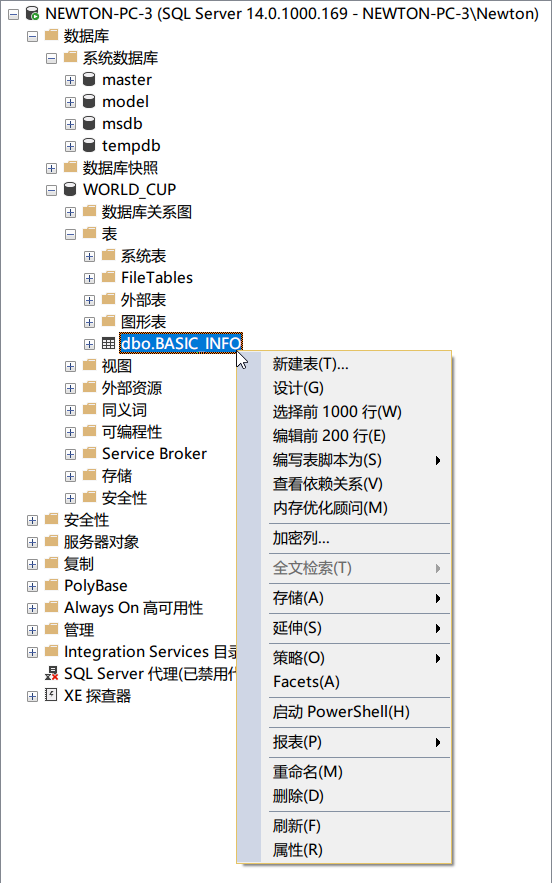 NEWTON-PC-3 (SQL Server 14.0.1000.169 - NEWTON-PC-3\Newton)
数据库
系统数据库
master
model
msdb
tempdb
数据库快照
WORLD_CUP
数据库关系图
表
系统表
FileTables
外部表
图形表
dbo.BASIC_INFO
视图
外部资源
同义词
可编程性
Service Broker
存储
安全性
安全性
服务器对象
复制
PolyBase
Always On 高可用性
管理
Integration Services 目录
SQL Server 代理(已禁用代
XE 探查器
新建表(T)...
设计(G)
选择前 1000 行(W)
编辑前 200 行(E)
编写表脚本为(S)
查看依赖关系(V)
内存优化顾问(M)
加密列...
全文检索(T)
存储(A)
延伸(S)
策略(O)
Facets(A)
启动 PowerShell(H)
报表(P)
重命名(M)
删除(D)
刷新(F)
属性(R)